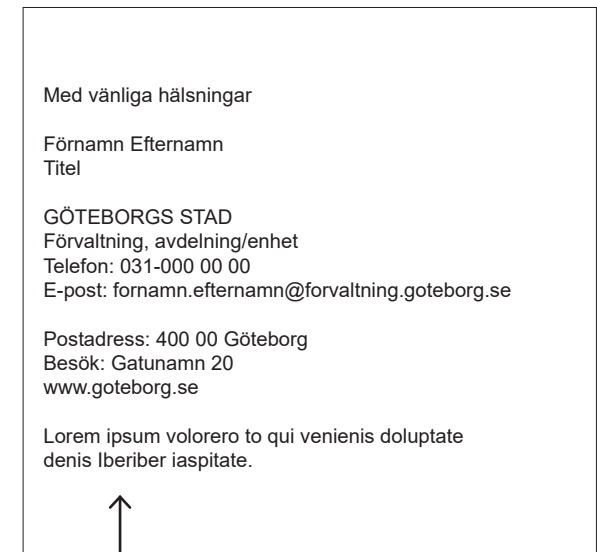 Med vänliga hälsningar
Förnamn Efternamn
Titel
GÖTEBORGS STAD
Förvaltning, avdelning/enhet
Telefon: 031-000 00 00
E-post: fornamn.efternamn@forvaltning.goteborg.se
Postadress: 400 00 Göteborg
Besök: Gatunamn 20
www.goteborg.se
Lorem ipsum volorero to qui venienis doluptate
denis Iberiber iaspitate.